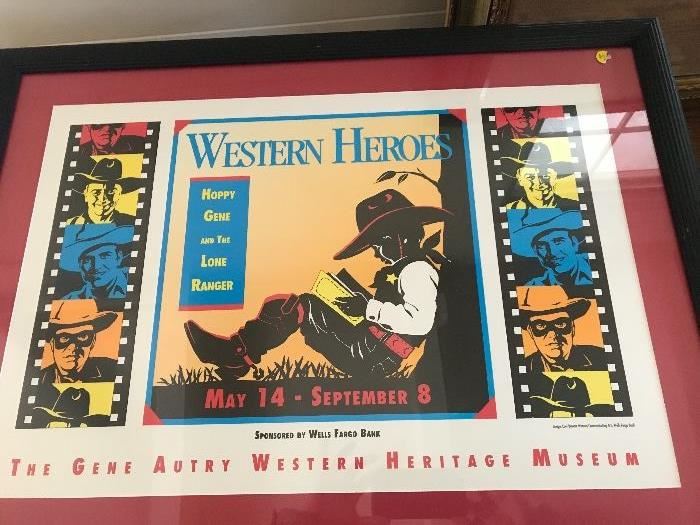 WESTERN HEROES
HOPPY
GENE
AND THE
LONE
RANGER
MAY 14 - SEPTEMBER 8
SPONSORED BY WELLS FARGO BANK
THE GENE AUTRY WESTERN HERITAGE MUSEUM